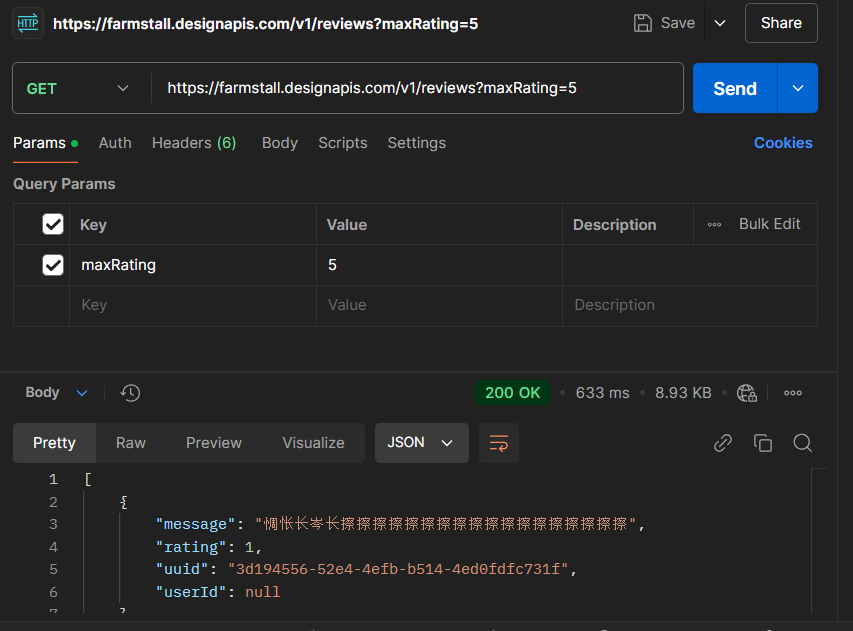 HTTP https://farmstall.designapis.com/v1/reviews?maxRating=5 Save Share
GET https://farmstall.designapis.com/v1/reviews?maxRating=5 Send
Params Auth Headers (6) Body Scripts Settings Cookies
Query Params
Key Value Description Bulk Edit
maxRating 5
Key Value Description
Body 200 OK 633 ms 8.93 KB
Pretty Raw Preview Visualize JSON
1 [
2 {
3 "message": "惆怅长岑长擦擦擦擦擦擦擦擦擦擦擦擦擦擦擦擦擦擦",
4 "rating": 1,
5 "uuid": "3d194556-52e4-4efb-b514-4ed0fdfc731f",
6 "userId": null
7 }